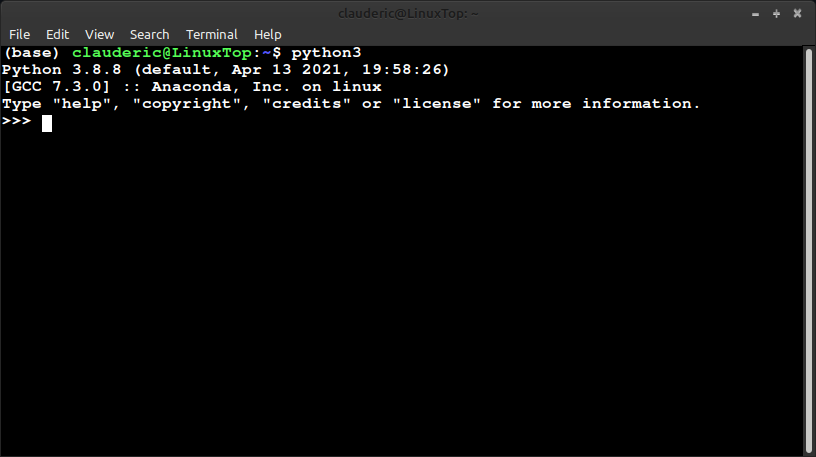 clauderic@LinuxTop: ~
File Edit View Search Terminal Help
(base) clauderic@LinuxTop:~$ python3
Python 3.8.8 (default, Apr 13 2021, 19:58:26)
[GCC 7.3.0] :: Anaconda, Inc. on linux
Type "help", "copyright", "credits" or "license" for more information.
>>>